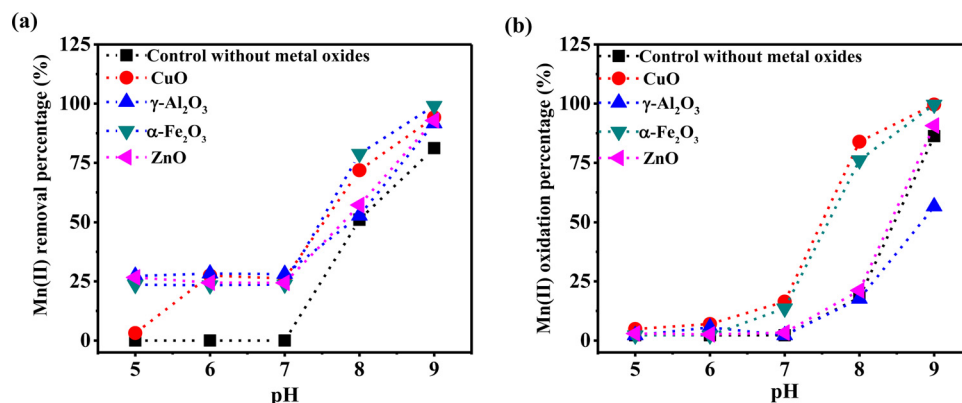 (a)
Mn(II) removal percentage (%)
125
100
75
50
25
0
Control without metal oxides
CuO
γ-Al₂O₃
α-Fe₂O₃
ZnO
5 6 7 8 9
pH
(b)
Mn(II) oxidation percentage (%)
125
100
75
50
25
0
Control without metal oxides
CuO
γ-Al₂O₃
α-Fe₂O₃
ZnO
5 6 7 8 9
pH